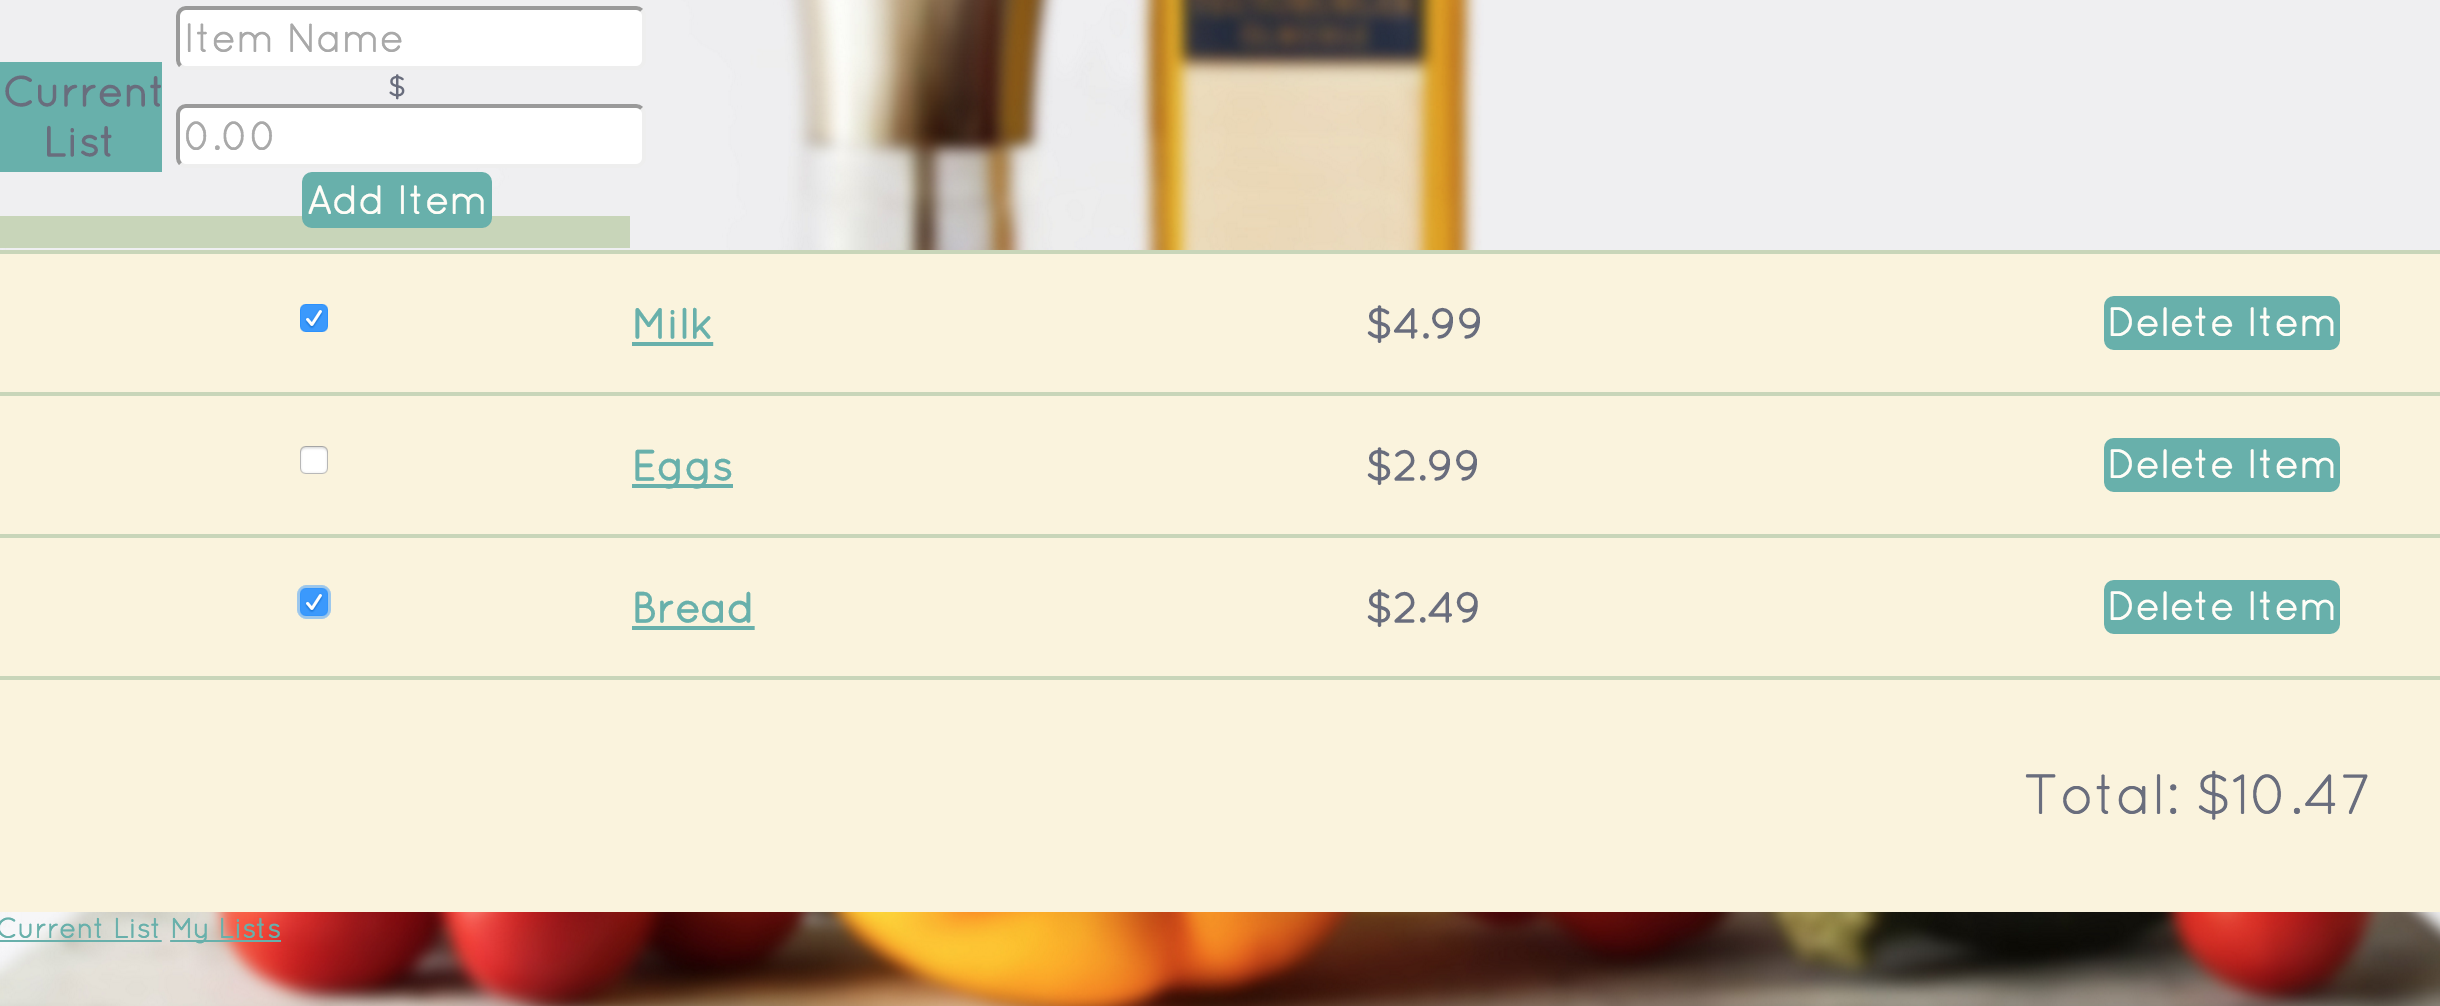 Item Name
$
Current
List
0.00
Add Item
Milk $4.99 Delete Item
Eggs $2.99 Delete Item
Bread $2.49 Delete Item
Total: $10.47
Current List My Lists